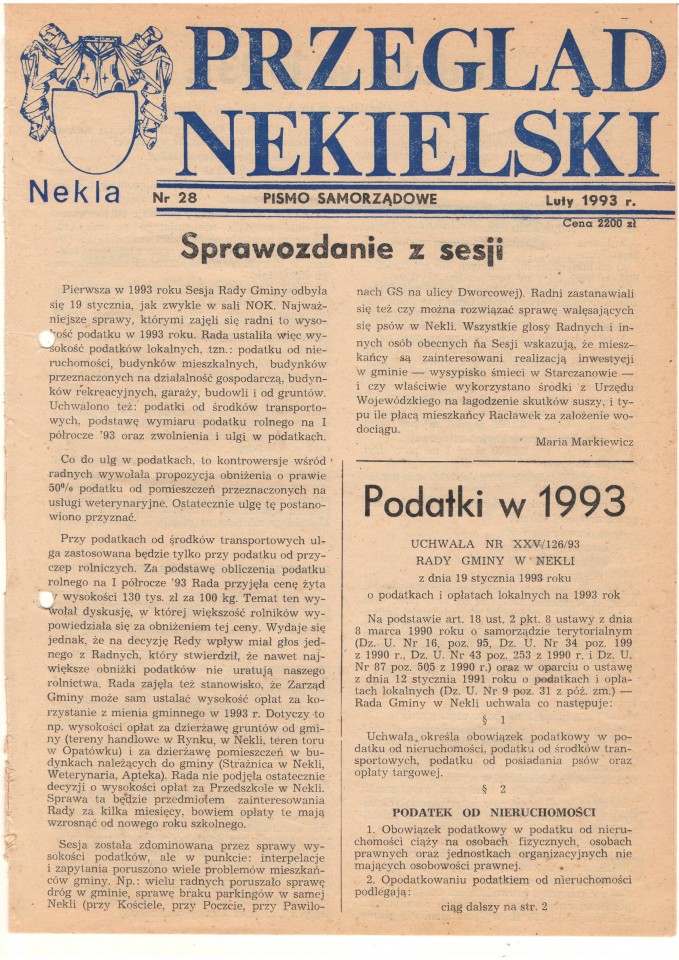 PRZEGLĄD
NEKIELSKI
Nekla
Nr 28 PISMO SAMORZĄDOWE Luty 1993 r.
Cena 2200 zł
Sprawozdanie z sesji
Pierwsza w 1993 roku Sesja Rady Gminy odbyła
się 19 stycznia, jak zwykle w sali NOK. Najważ-
niejsze sprawy, którymi zajęli się radni to wyso-
kość podatku w 1993 roku. Rada ustaliła więc wy-
sokość podatków lokalnych, tzn.: podatku od nie-
ruchomości, budynków mieszkalnych, budynków
przeznaczonych na działalność gospodarczą, budyn-
ków rekreacyjnych, garaży, budowli i od gruntów.
Uchwalono też: podatki od środków transporto-
wych, podstawę wymiaru podatku rolnego na I
półrocze '93 oraz zwolnienia i ulgi w podatkach.
Co do ulg w podatkach, to kontrowersje wśród
radnych wywołała propozycja obniżenia o prawie
50% podatku od pomieszczeń przeznaczonych na
usługi weterynaryjne. Ostatecznie ulgę tę postano-
wiono przyznać.
Przy podatkach od środków transportowych ul-
ga zastosowana będzie tylko przy podatku od przy-
czep rolniczych. Za podstawę obliczenia podatku
rolnego na I półrocze '93 Rada przyjęła cenę żyta
w wysokości 130 tys. zł za 100 kg. Temat ten wy-
wołał dyskusję, w której większość rolników wy-
powiedziała się za obniżeniem tej ceny. Wydaje się
jednak, że na decyzję Redy wpływ miał głos jed-
nego z Radnych, który stwierdził, że nawet naj-
większe obniżki podatków nie uratują naszego
rolnictwa. Rada zajęła też stanowisko, że Zarząd
Gminy może sam ustalać wysokość opłat za ko-
rzystanie z mienia gminnego w 1993 r. Dotyczy to
np. wysokości opłat za dzierżawę gruntów od gmi-
ny (tereny handlowe w Rynku, w Nekli, teren toru
w Opatówku) i za dzierżawę pomieszczeń w bu-
dynkach należących do gminy (Strażnica w Nekli,
Weterynaria, Apteka). Rada nie podjęła ostatecznie
decyzji o wysokości opłat za Przedszkole w Nekli.
Sprawa ta będzie przedmiotem zainteresowania
Rady za kilka miesięcy, bowiem opłaty te mają
wzrosnąć od nowego roku szkolnego.
Sesja została zdominowana przez sprawy wy-
sokości podatków, ale w punkcie: interpelacje
i zapytania poruszono wiele problemów mieszkań-
ców gminy. Np.: wielu radnych poruszało sprawę
dróg w gminie, sprawę braku parkingów w samej
Nekli (przy Kościele, przy Poczcie, przy Pawilo-
nach GS na ulicy Dworcowej). Radni zastanawiali
się też czy można rozwiązać sprawę wałęsających
się psów w Nekli. Wszystkie głosy Radnych i in-
nych osób obecnych na Sesji wskazują, że miesz-
kańcy są zainteresowani realizacją inwestycji
w gminie — wysypisko śmieci w Starczanowie —
i czy właściwie wykorzystano środki z Urzędu
Wojewódzkiego na łagodzenie skutków suszy, i ty-
pu ile płacą mieszkańcy Racławek za założenie wo-
dociągu.
Maria Markiewicz
Podatki w 1993
UCHWAŁA NR XXV/126/93
RADY GMINY W NEKLI
z dnia 19 stycznia 1993 roku
o podatkach i opłatach lokalnych na 1993 rok
Na podstawie art. 18 ust. 2 pkt. 8 ustawy z dnia
8 marca 1990 roku o samorządzie terytorialnym
(Dz. U. Nr 16, poz. 95, Dz. U. Nr 34 poz. 199
z 1990 r., Dz. U. Nr 43 poz. 253 z 1990 r. i Dz. U.
Nr 87 poz. 505 z 1990 r.) oraz w oparciu o ustawę
z dnia 12 stycznia 1991 roku o podatkach i opła-
tach lokalnych (Dz. U. Nr 9 poz. 31 z póź. zm.) —
Rada Gminy w Nekli uchwala co następuje:
§ 1
Uchwała określa obowiązek podatkowy w po-
datku od nieruchomości, podatku od środków tran-
sportowych, podatku od posiadania psów oraz
opłaty targowej.
§ 2
PODATEK OD NIERUCHOMOŚCI
1. Obowiązek podatkowy w podatku od nieru-
chomości ciąży na osobach fizycznych, osobach
prawnych oraz jednostkach organizacyjnych nie
mających osobowości prawnej.
2. Opodatkowaniu podatkiem od nieruchomości
podlegają:
ciąg dalszy na str. 2